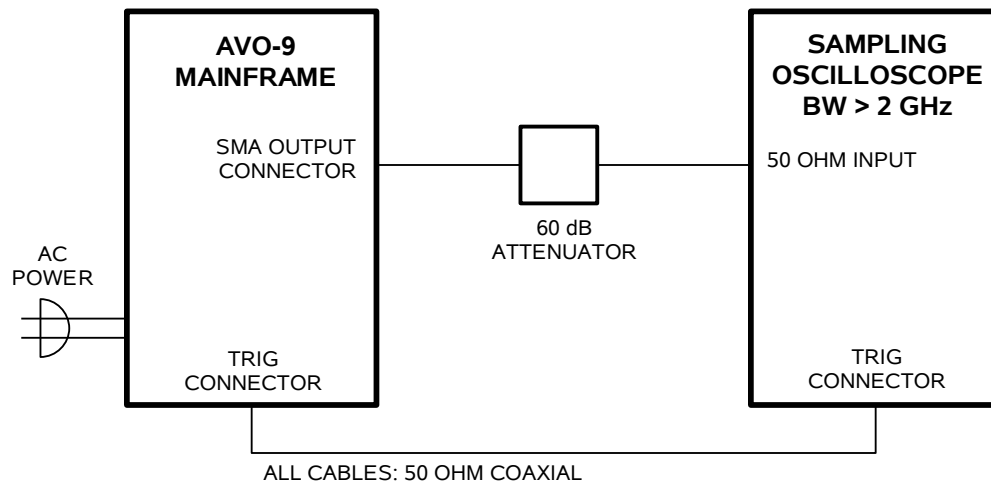 AVO-9
MAINFRAME
SMA OUTPUT
CONNECTOR
TRIG
CONNECTOR
AC
POWER
60 dB
ATTENUATOR
SAMPLING
OSCILLOSCOPE
BW > 2 GHz
50 OHM INPUT
TRIG
CONNECTOR
ALL CABLES: 50 OHM COAXIAL